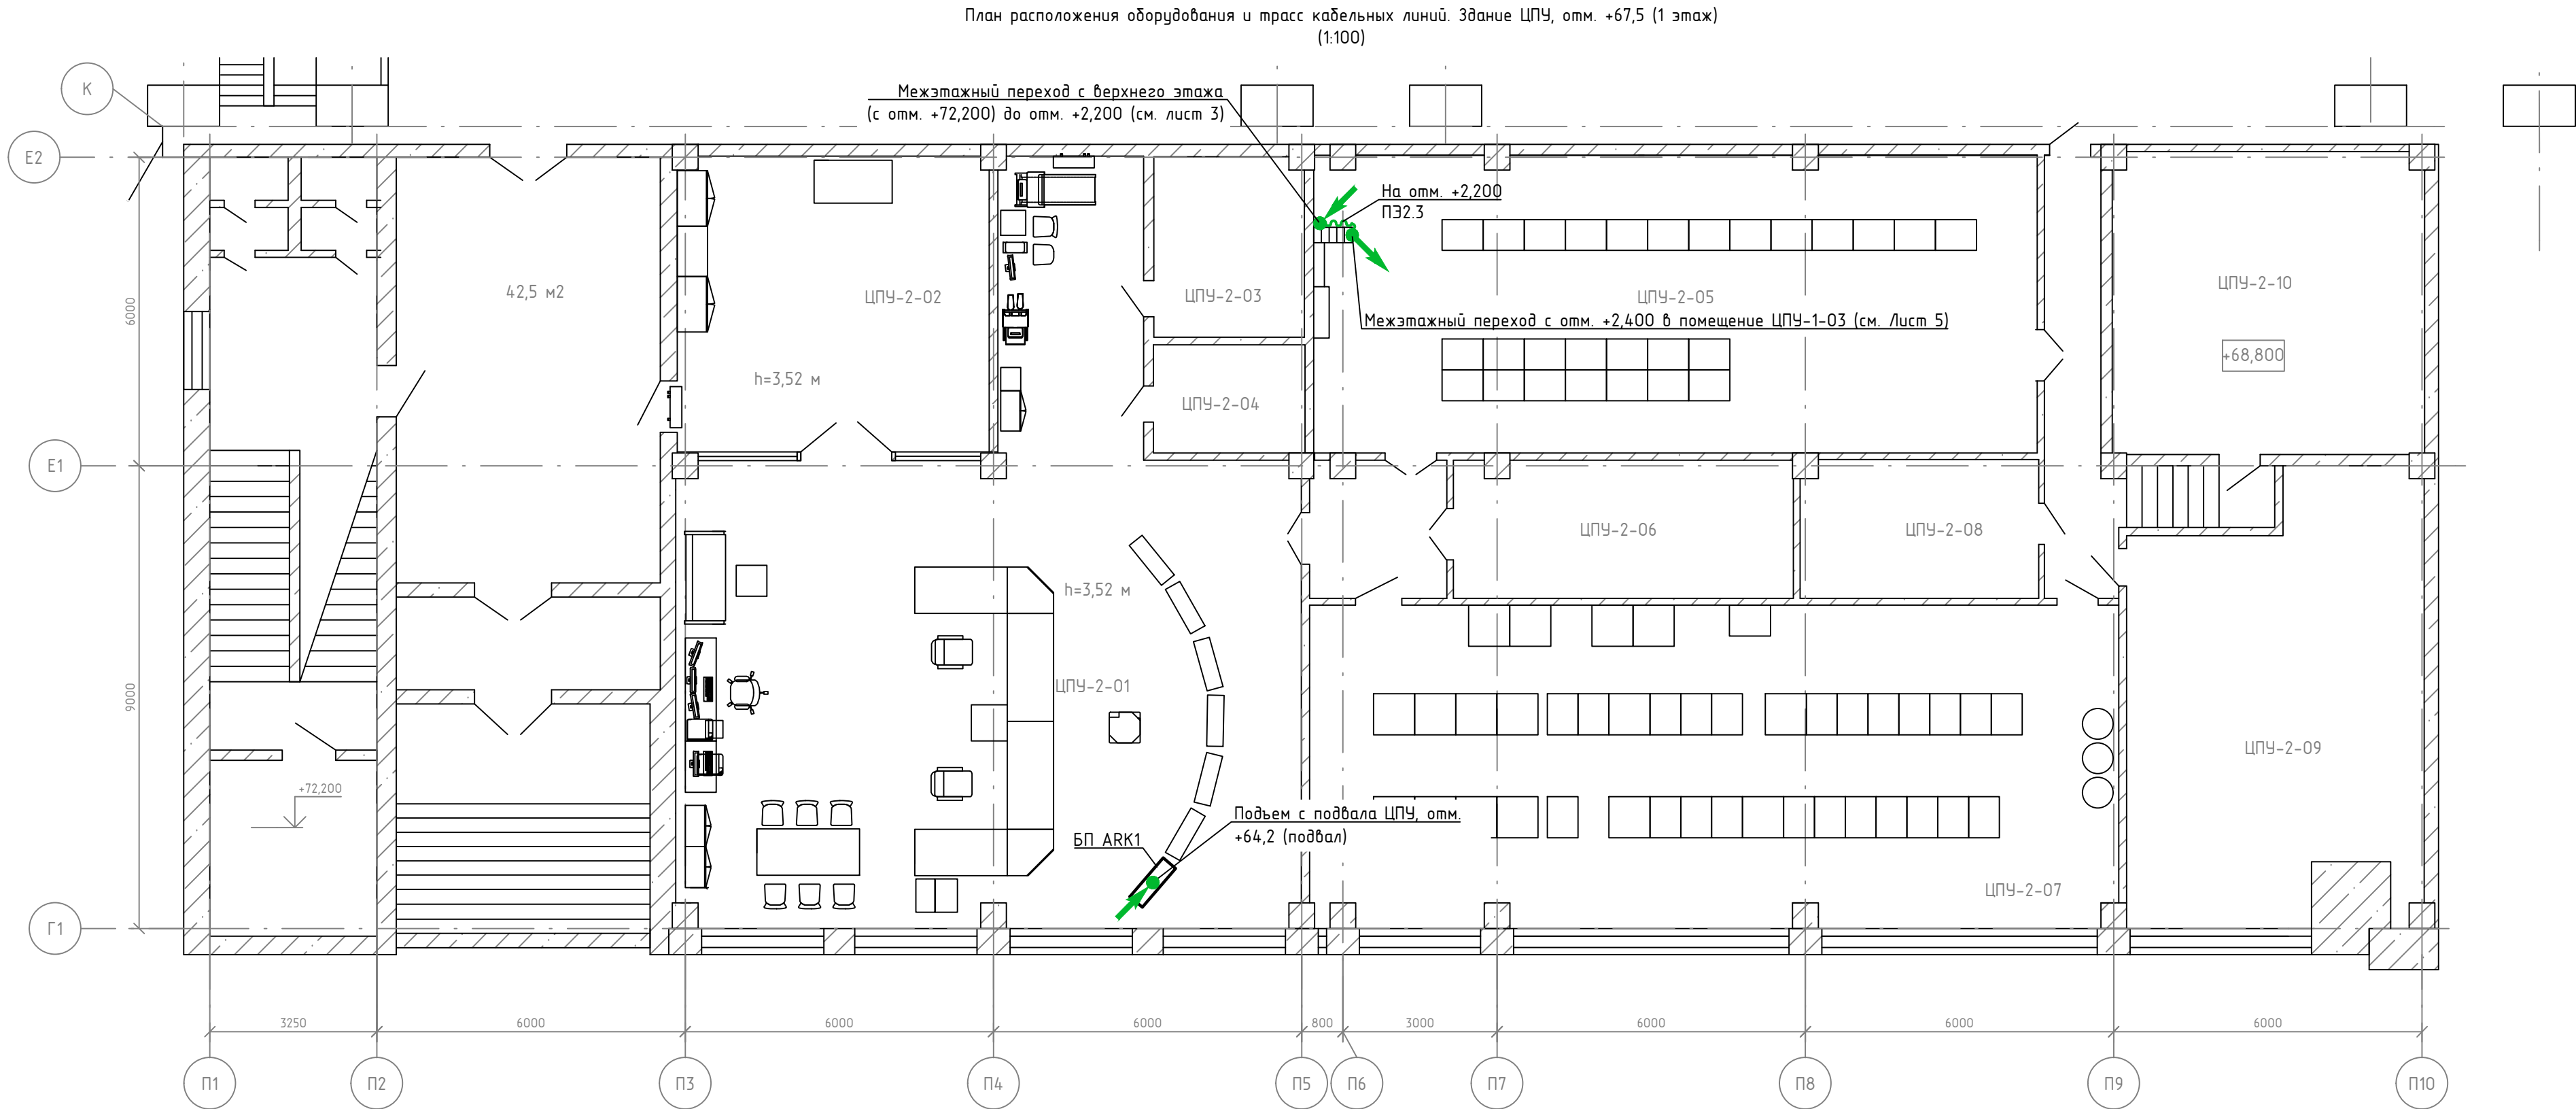 План расположения оборудования и трасс кабельных линий. Здание ЦПУ, отм. +67,5 (1 этаж)
(1:100)
К
Межэтажный переход с верхнего этажа
(с отм. +72,200) до отм. +2,200 (см. лист 3)
Е2
На отм. +2,200
ПЭ2.3
6000
42,5 м2
ЦПУ-2-02
ЦПУ-2-03
ЦПУ-2-05
ЦПУ-2-10
Межэтажный переход с отм. +2,400 в помещение ЦПУ-1-03 (см. Лист 5)
+68,800
h=3,52 м
ЦПУ-2-04
Е1
ЦПУ-2-06
ЦПУ-2-08
h=3,52 м
9000
ЦПУ-2-01
ЦПУ-2-09
+72,200
Подъем с подвала ЦПУ, отм.
+64,2 (подвал)
БП ARK1
ЦПУ-2-07
Г1
3250
6000
6000
6000
800
3000
6000
6000
6000
П1
П2
П3
П4
П5
П6
П7
П8
П9
П10